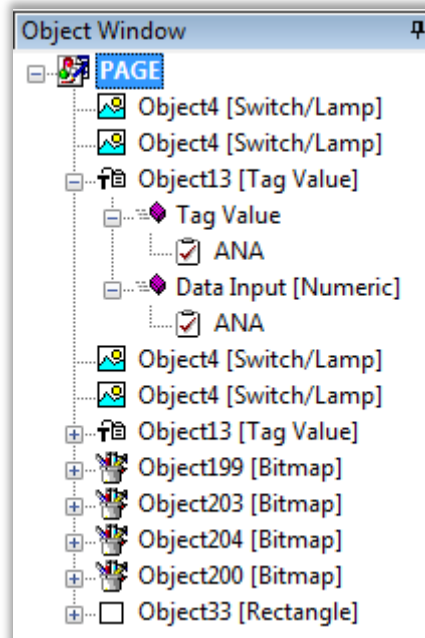 Object Window
PAGE
Object4 [Switch/Lamp]
Object4 [Switch/Lamp]
Object13 [Tag Value]
Tag Value
ANA
Data Input [Numeric]
ANA
Object4 [Switch/Lamp]
Object4 [Switch/Lamp]
Object13 [Tag Value]
Object199 [Bitmap]
Object203 [Bitmap]
Object204 [Bitmap]
Object200 [Bitmap]
Object33 [Rectangle]